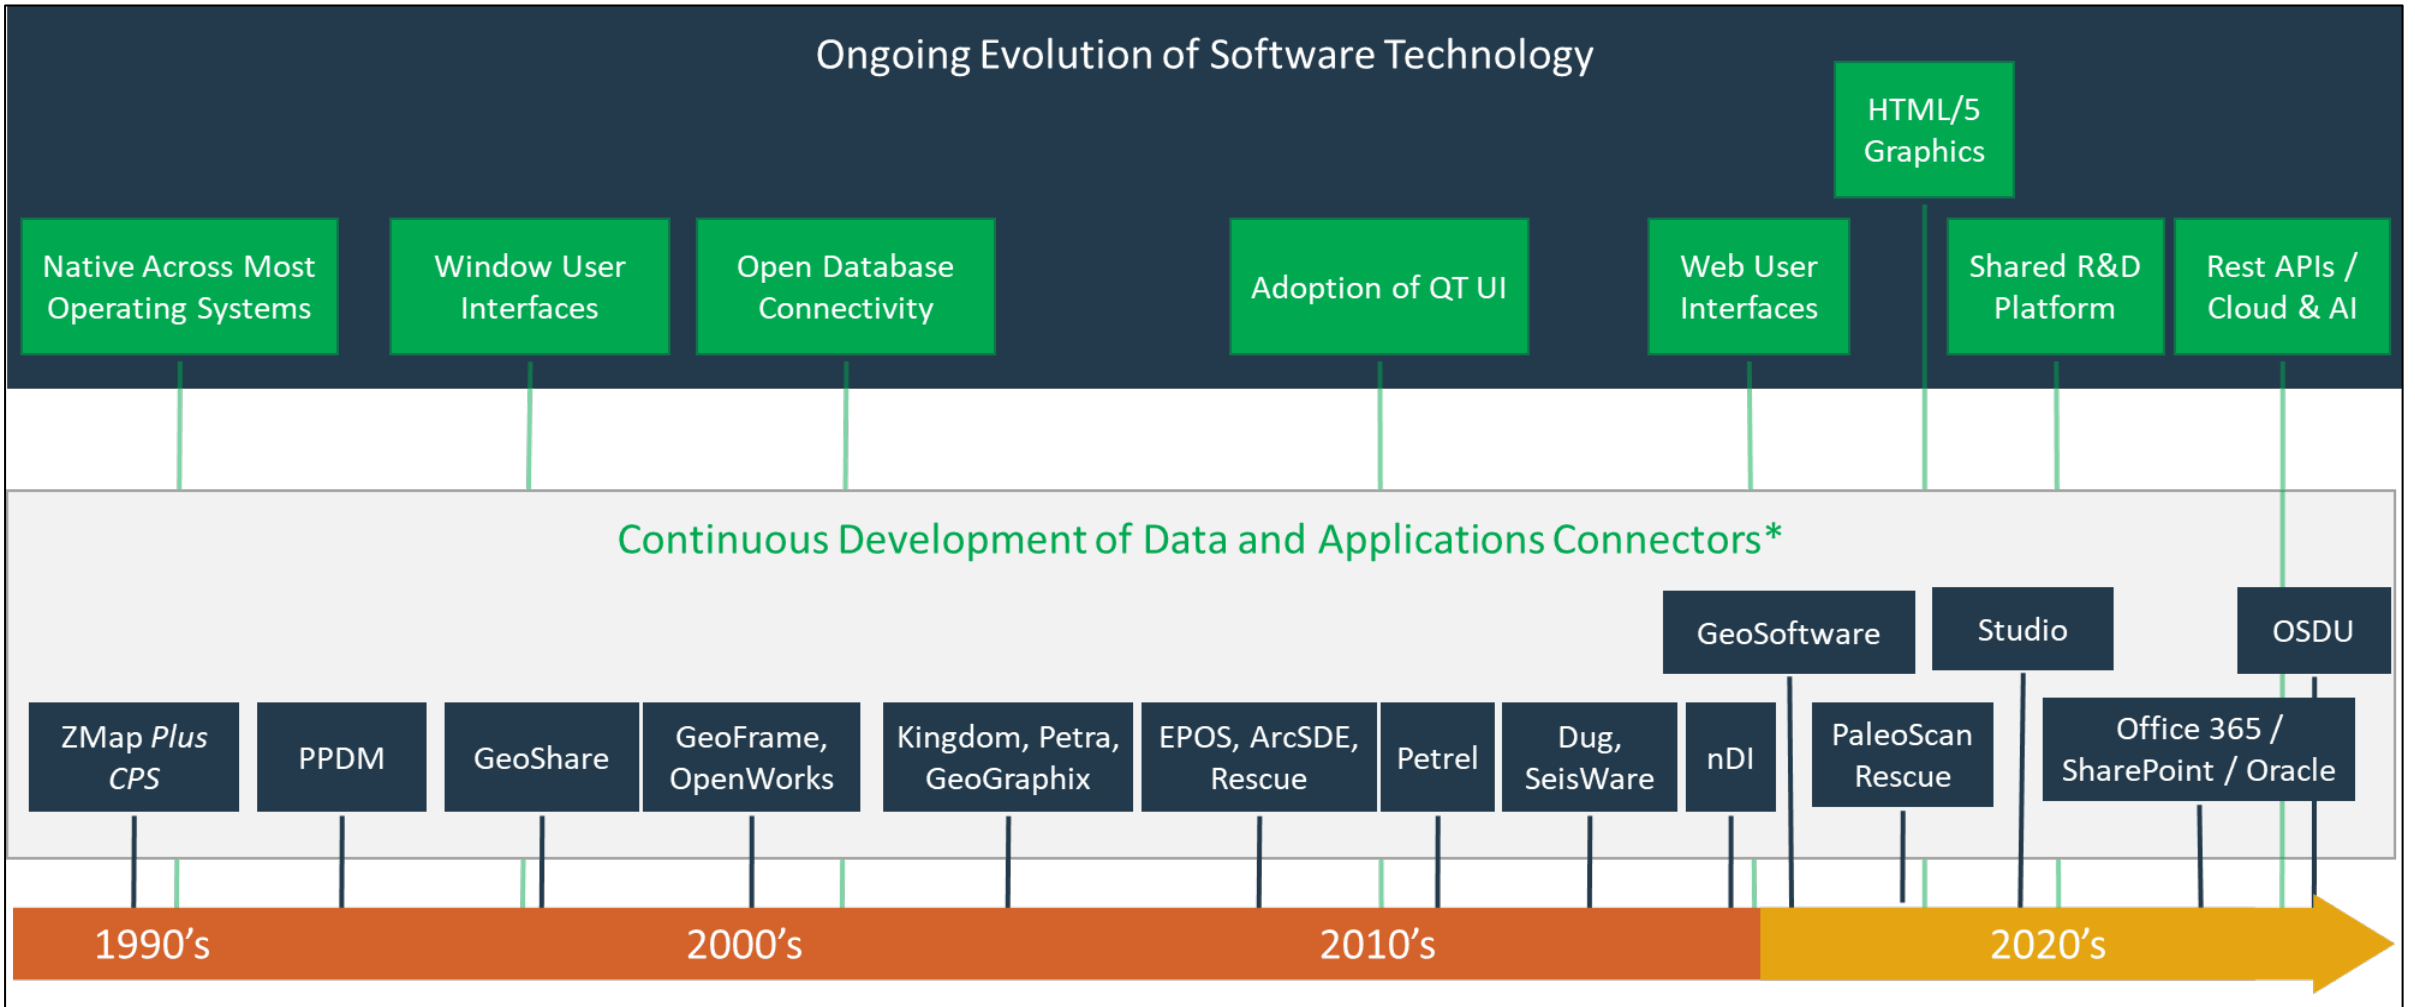 Ongoing Evolution of Software Technology
HTML/5
Graphics
Native Across Most
Operating Systems
Window User
Interfaces
Open Database
Connectivity
Adoption of QT UI
Web User
Interfaces
Shared R&D
Platform
Rest APIs /
Cloud & AI
Continuous Development of Data and Applications Connectors*
GeoSoftware
Studio
OSDU
ZMap Plus
CPS
PPDM
GeoShare
GeoFrame,
OpenWorks
Kingdom, Petra,
GeoGraphix
EPOS, ArcSDE,
Rescue
Petrel
Dug,
SeisWare
nDI
PaleoScan
Rescue
Office 365 /
SharePoint / Oracle
1990’s
2000’s
2010’s
2020’s